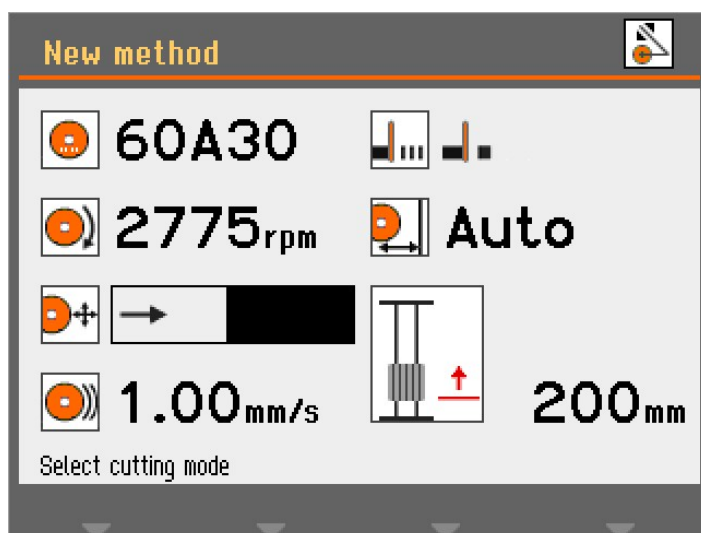 New method
60A30
2775rpm
Auto
1.00mm/s
200mm
Select cutting mode